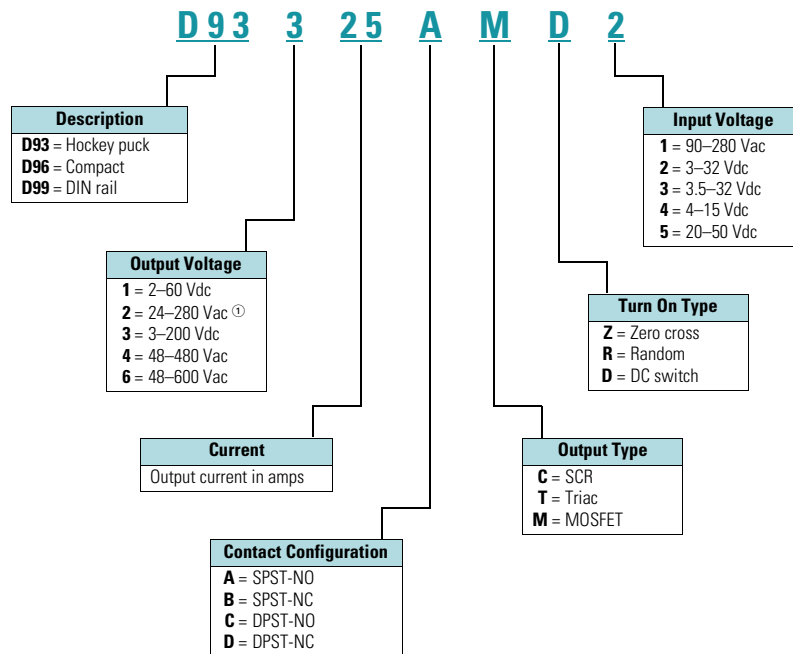 D93 3 25 A M D 2
Description
D93 = Hockey puck
D96 = Compact
D99 = DIN rail
Input Voltage
1 = 90–280 Vac
2 = 3–32 Vdc
3 = 3.5–32 Vdc
4 = 4–15 Vdc
5 = 20–50 Vdc
Output Voltage
1 = 2–60 Vdc
2 = 24–280 Vac ①
3 = 3–200 Vdc
4 = 48–480 Vac
6 = 48–600 Vac
Turn On Type
Z = Zero cross
R = Random
D = DC switch
Current
Output current in amps
Output Type
C = SCR
T = Triac
M = MOSFET
Contact Configuration
A = SPST-NO
B = SPST-NC
C = DPST-NO
D = DPST-NC